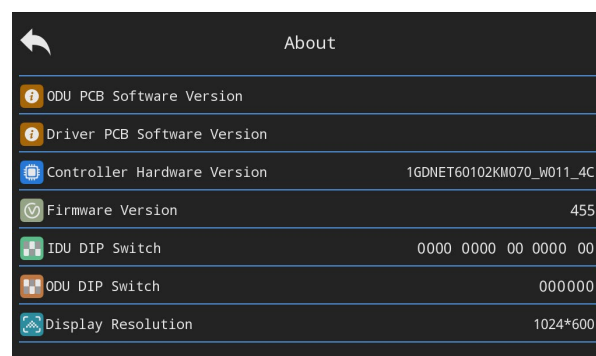 About
ODU PCB Software Version
Driver PCB Software Version
Controller Hardware Version 1GDNET60102KM070_W011_4C
Firmware Version 455
IDU DIP Switch 0000 0000 00 0000 00
ODU DIP Switch 000000
Display Resolution 1024*600